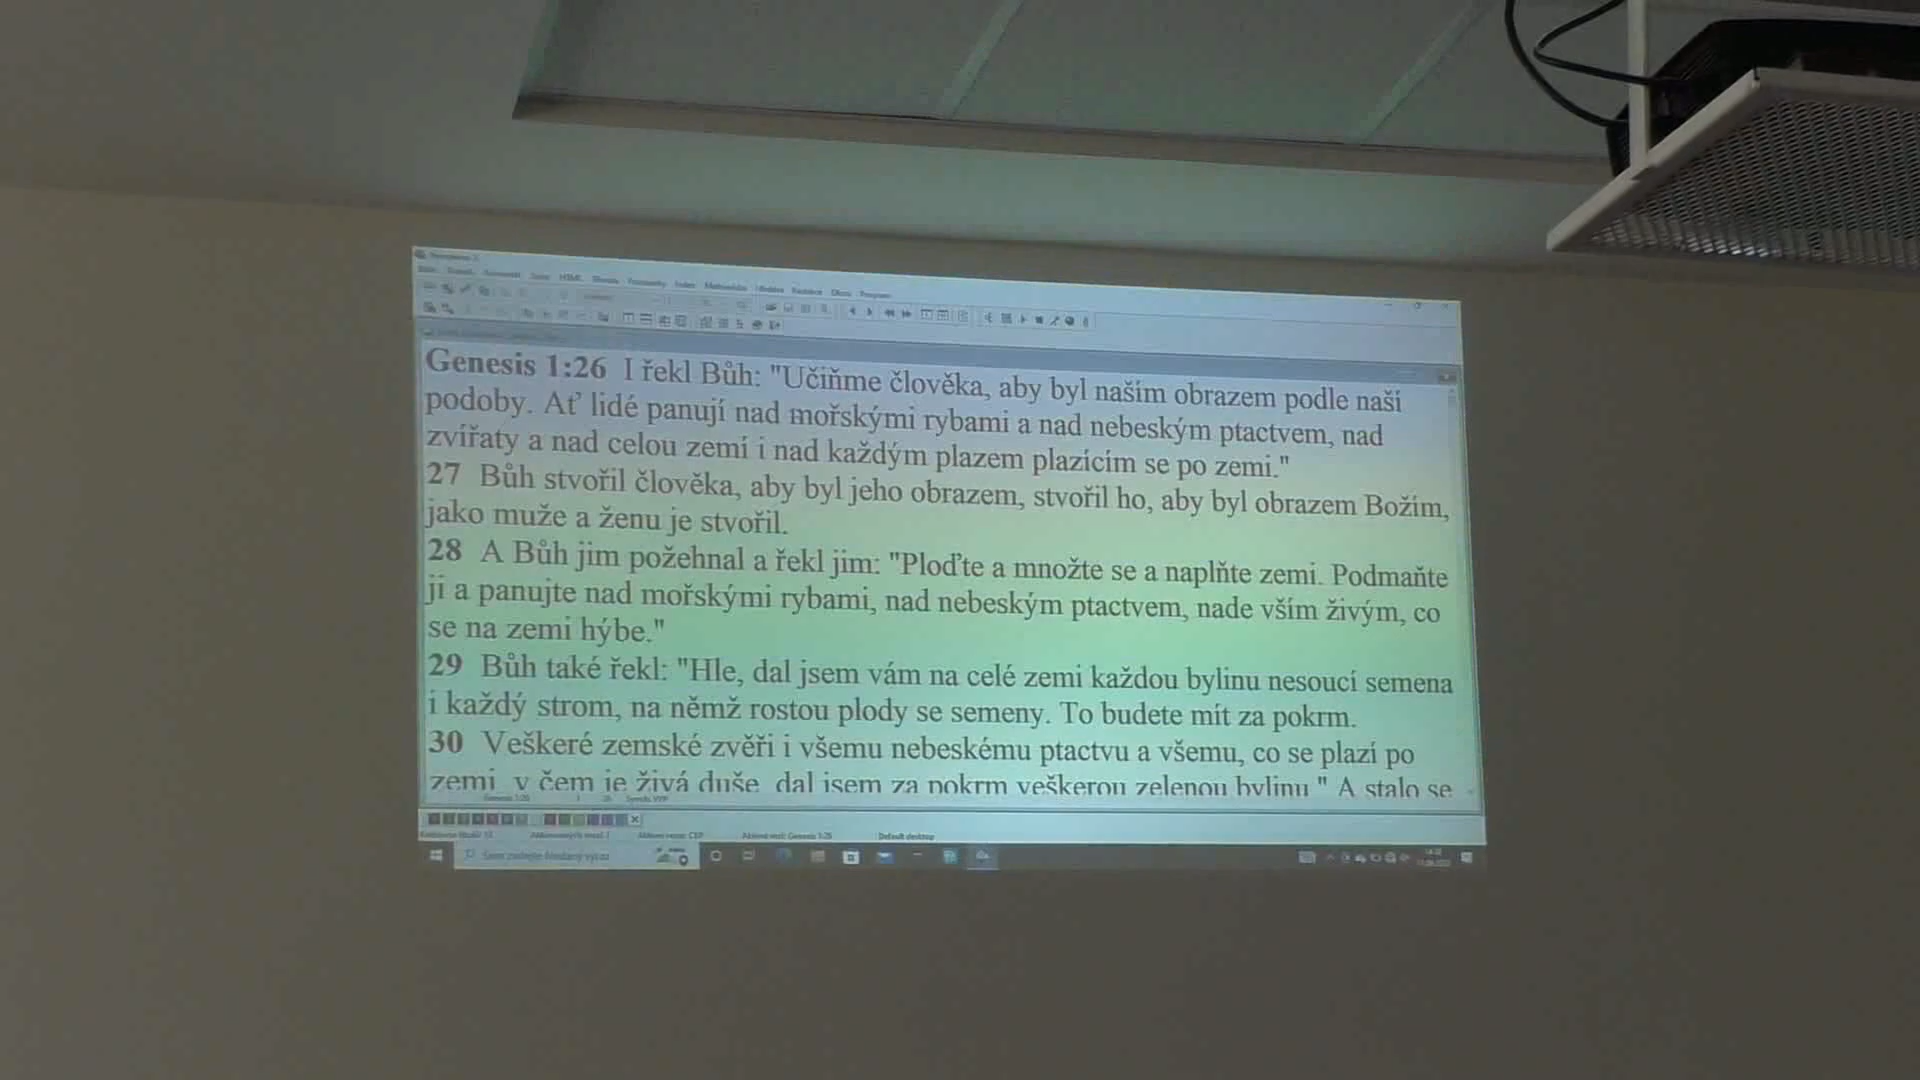 HTML
Index
Okno
Program
Genesis 1:26 I řekl Bůh: "Učiňme člověka, aby byl naším obrazem podle naší
podoby. Ať lidé panují nad mořskými rybami a nad nebeským ptactvem, nad
zvířaty a nad celou zemí i nad každým plazem plazícím se po zemi."
27 Bůh stvořil člověka, aby byl jeho obrazem, stvořil ho, aby byl obrazem Božím,
jako muže a ženu je stvořil.
28 A Bůh jim požehnal a řekl jim: "Ploďte a množte se a naplňte zemi. Podmaňte
ji a panujte nad mořskými rybami, nad nebeským ptactvem, nade vším živým, co
se na zemi hýbe."
29 Bůh také řekl: "Hle, dal jsem vám na celé zemi každou bylinu nesoucí semena
i každý strom, na němž rostou plody se semeny. To budete mít za pokrm.
30 Veškeré zemské zvěři i všemu nebeskému ptactvu a všemu, co se plazí po
zemi, v čem je živá duše, dal jsem za pokrm veškerou zelenou bylinu." A stalo se
Default desktop